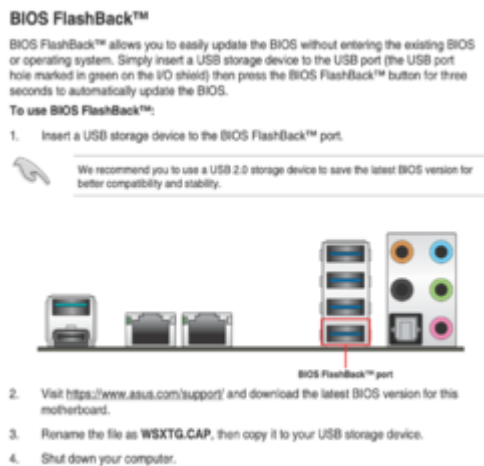 BIOS FlashBack™
BIOS FlashBack™ allows you to easily update the BIOS without entering the existing BIOS
or operating system. Simply insert a USB storage device to the USB port (the USB port
hole marked in green on the I/O shield) then press the BIOS FlashBack™ button for three
seconds to automatically update the BIOS.
To use BIOS FlashBack™:
1. Insert a USB storage device to the BIOS FlashBack™ port.
We recommend you to use a USB 2.0 storage device to save the latest BIOS version for
better compatibility and stability.
BIOS FlashBack™ port
2. Visit https://www.asus.com/support/ and download the latest BIOS version for this
motherboard.
3. Rename the file as WSXTG.CAP, then copy it to your USB storage device.
4. Shut down your computer.